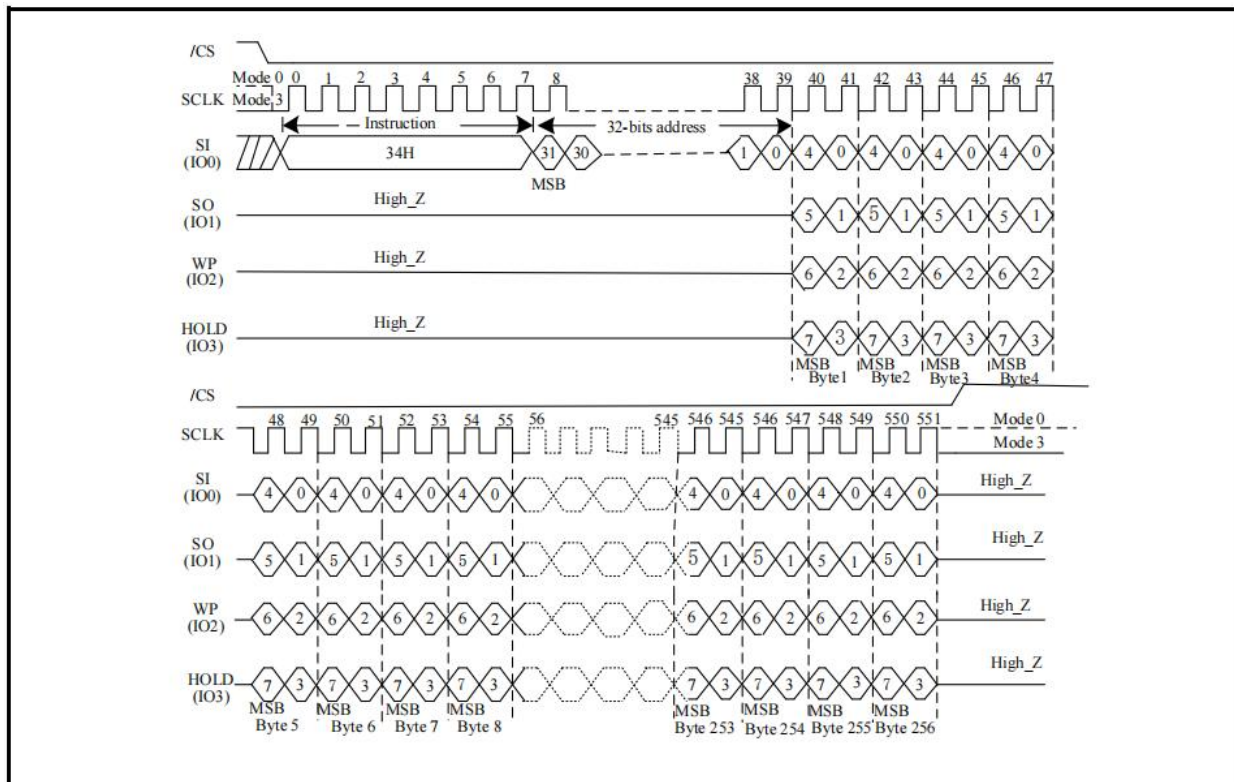 /CS
Mode 0 0 1 2 3 4 5 6 7 8 38 39 40 41 42 43 44 45 46 47
SCLK Mode 3
Instruction 32-bits address
SI 34H 31 30 1 0 4 0 4 0 4 0 4 0
(IO0)
MSB
SO High_Z 5 1 5 1 5 1 5 1
(IO1)
WP High_Z 6 2 6 2 6 2 6 2
(IO2)
HOLD High_Z 7 3 7 3 7 3 7 3
(IO3)
MSB MSB MSB MSB
Byte1 Byte2 Byte3 Byte4
/CS
48 49 50 51 52 53 54 55 56 545 546 545 546 547 548 549 550 551 Mode 0
SCLK Mode 3
SI 4 0 4 0 4 0 4 0 4 0 4 0 4 0 4 0 High_Z
(IO0)
SO 5 1 5 1 5 1 5 1 5 1 5 1 5 1 5 1 High_Z
(IO1)
WP 6 2 6 2 6 2 6 2 6 2 6 2 6 2 6 2 High_Z
(IO2)
HOLD 7 3 7 3 7 3 7 3 7 3 7 3 7 3 7 3 High_Z
(IO3)
MSB MSB MSB MSB MSB MSB MSB MSB
Byte 5 Byte 6 Byte 7 Byte 8 Byte 253 Byte 254 Byte 255 Byte 256